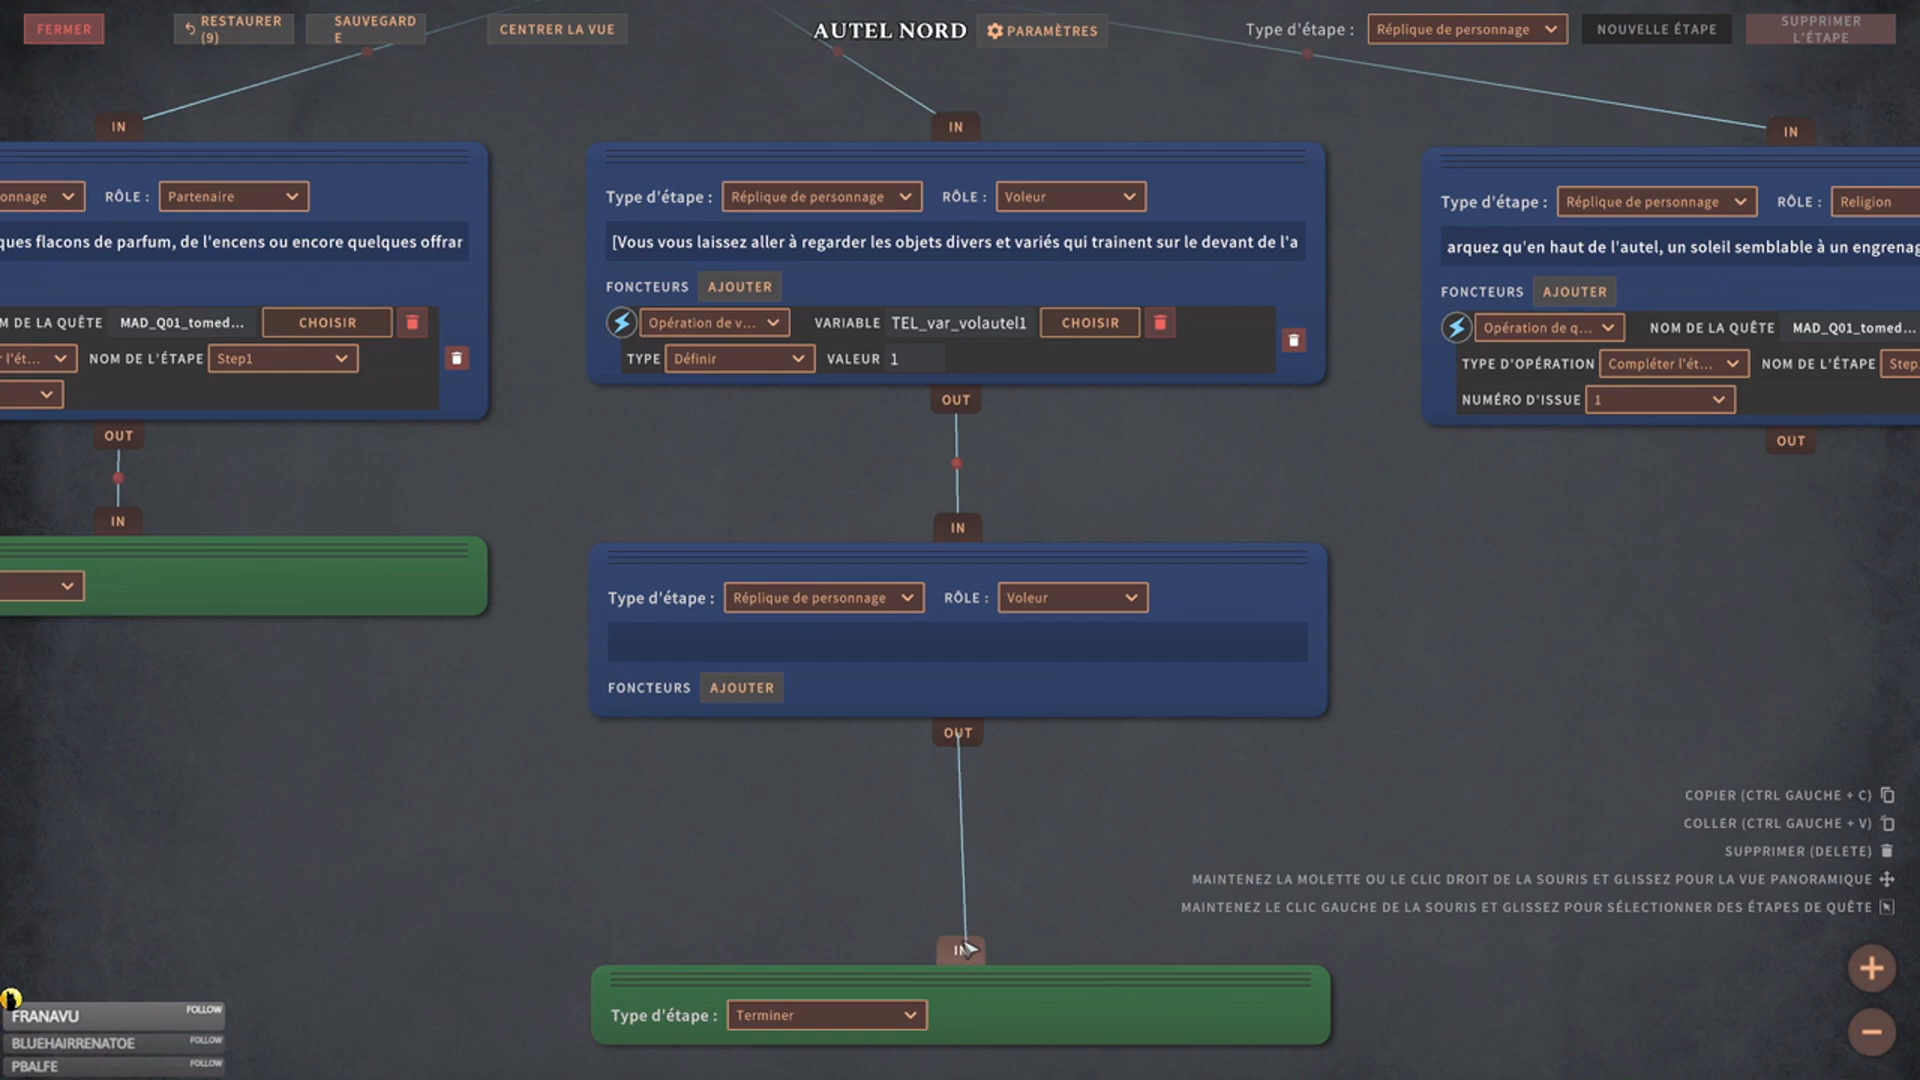 FERMER
RESTAURER
(9)
SAUVEGARD
E
CENTRER LA VUE
AUTEL NORD
PARAMÈTRES
Type d'étape :
Réplique de personnage
NOUVELLE ÉTAPE
SUPPRIMER
L'ÉTAPE
IN
IN
IN
onnage
RÔLE :
Partenaire
Type d'étape :
Réplique de personnage
RÔLE :
Voleur
Type d'étape :
Réplique de personnage
RÔLE :
Religion
ques flacons de parfum, de l'encens ou encore quelques offrar
[Vous vous laissez aller à regarder les objets divers et variés qui trainent sur le devant de l'a
arquez qu'en haut de l'autel, un soleil semblable à un engrenag
FONCTEURS
AJOUTER
FONCTEURS
AJOUTER
M DE LA QUÊTE
MAD_Q01_tomed...
CHOISIR
Opération de v...
VARIABLE
TEL_var_volautel1
CHOISIR
Opération de q...
NOM DE LA QUÊTE
MAD_Q01_tomed...
l'ét...
NOM DE L'ÉTAPE
Step1
TYPE
Définir
VALEUR
1
TYPE D'OPÉRATION
Compléter l'ét...
NOM DE L'ÉTAPE
Step
NUMÉRO D'ISSUE
1
OUT
OUT
OUT
IN
IN
Type d'étape :
Réplique de personnage
RÔLE :
Voleur
FONCTEURS
AJOUTER
OUT
COPIER (CTRL GAUCHE + C)
COLLER (CTRL GAUCHE + V)
SUPPRIMER (DELETE)
MAINTENEZ LA MOLETTE OU LE CLIC DROIT DE LA SOURIS ET GLISSEZ POUR LA VUE PANORAMIQUE
MAINTENEZ LE CLIC GAUCHE DE LA SOURIS ET GLISSEZ POUR SÉLECTIONNER DES ÉTAPES DE QUÊTE
IN
Type d'étape :
Terminer
FRANAVU
FOLLOW
BLUEHAIRRENATOE
FOLLOW
PBALFE
FOLLOW